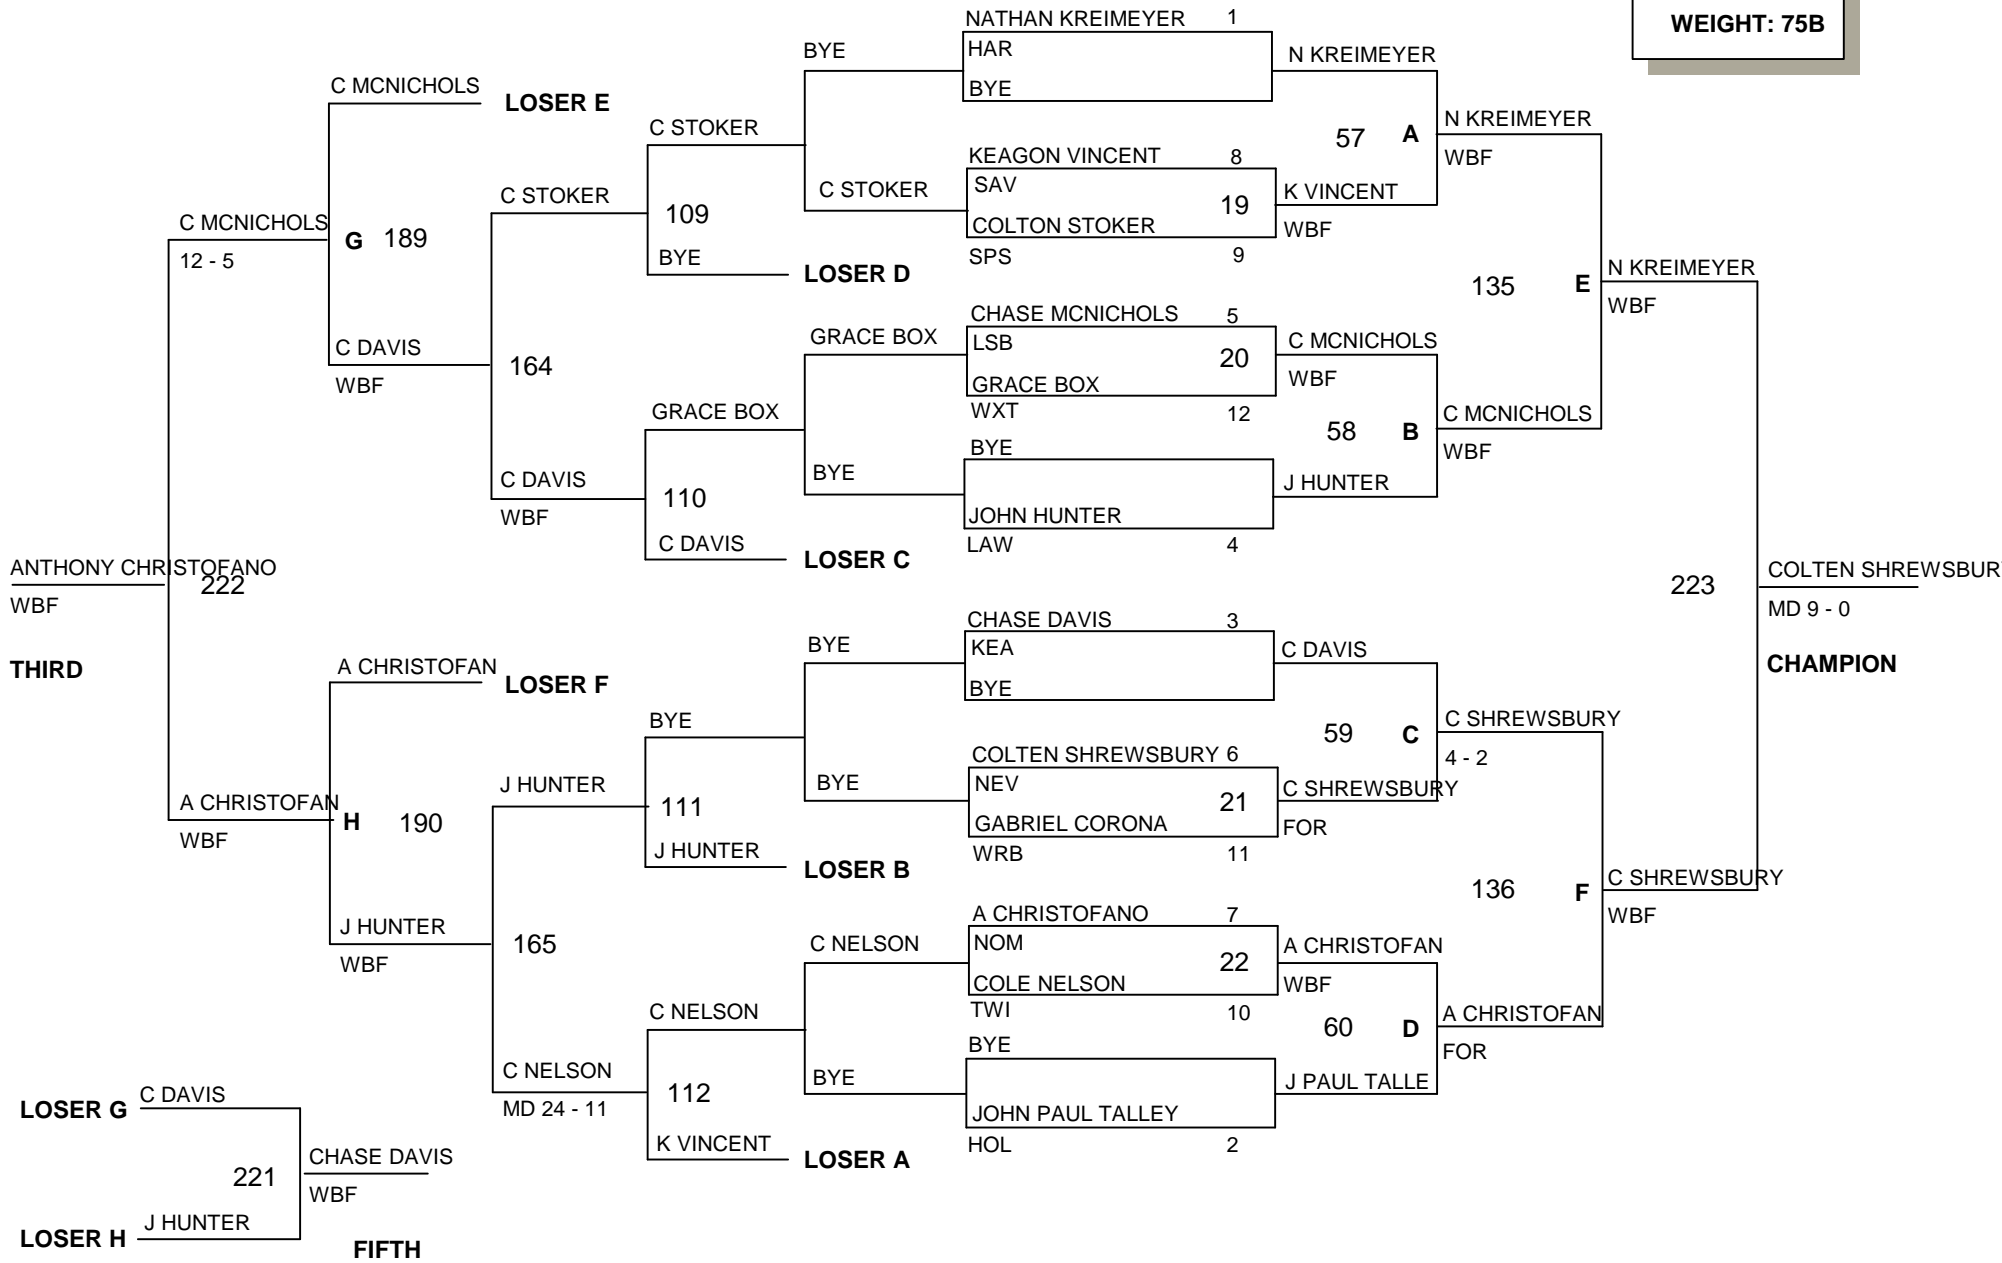 WEIGHT: 75B
NATHAN KREIMEYER 1
HAR
BYE
BYE
N KREIMEYER
C MCNICHOLS
LOSER E
C STOKER
57 A
N KREIMEYER
WBF
KEAGON VINCENT 8
SAV
19
COLTON STOKER
SPS 9
C STOKER
K VINCENT
WBF
C STOKER
109
BYE
LOSER D
C MCNICHOLS
12 - 5
G 189
135 E
N KREIMEYER
WBF
CHASE MCNICHOLS 5
LSB
20
GRACE BOX
WXT 12
GRACE BOX
C MCNICHOLS
WBF
C DAVIS
WBF
164
GRACE BOX
58 B
C MCNICHOLS
WBF
BYE
BYE
J HUNTER
JOHN HUNTER
LAW 4
C DAVIS
WBF
110
C DAVIS
LOSER C
ANTHONY CHRISTOFANO
WBF
222
THIRD
223
COLTEN SHREWSBUR
MD 9 - 0
CHAMPION
CHASE DAVIS 3
KEA
BYE
BYE
C DAVIS
A CHRISTOFAN
LOSER F
BYE
59 C
C SHREWSBURY
4 - 2
COLTEN SHREWSBURY 6
NEV
21
GABRIEL CORONA
WRB 11
BYE
C SHREWSBURY
FOR
J HUNTER
111
J HUNTER
LOSER B
A CHRISTOFAN
WBF
H 190
136 F
C SHREWSBURY
WBF
A CHRISTOFANO 7
NOM
22
COLE NELSON
TWI 10
C NELSON
A CHRISTOFAN
WBF
J HUNTER
WBF
165
C NELSON
60 D
A CHRISTOFAN
FOR
BYE
BYE
J PAUL TALLE
JOHN PAUL TALLEY
HOL 2
C NELSON
MD 24 - 11
112
K VINCENT
LOSER A
LOSER G C DAVIS
221
CHASE DAVIS
WBF
LOSER H J HUNTER
FIFTH